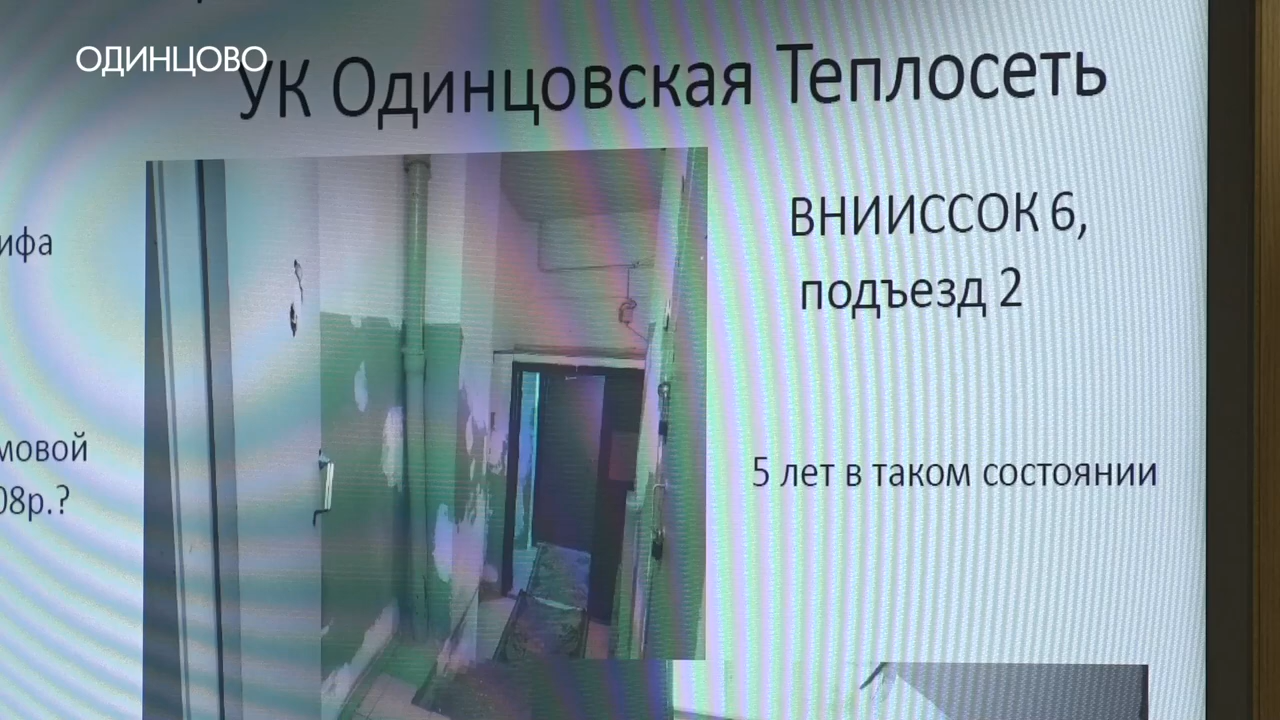 ОДИНЦОВО
УК Одинцовская Теплосеть
ВНИИССОК 6,
подъезд 2
ифа
мовой
08р.?
5 лет в таком состоянии